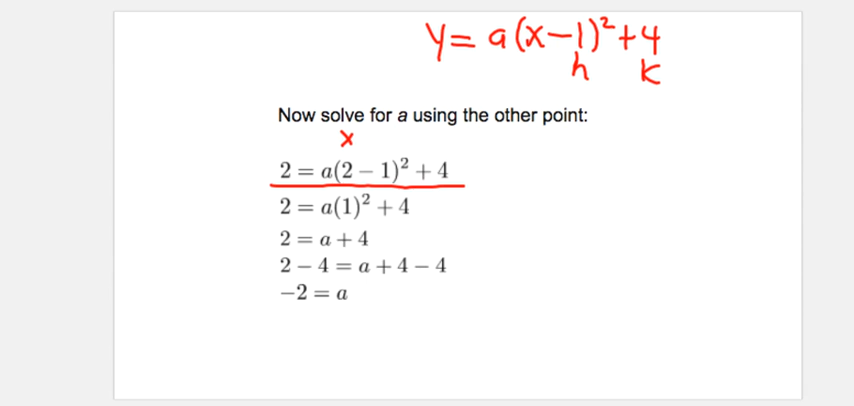 y = a(x-1)²+4
h k
Now solve for a using the other point:
x
2 = a(2 – 1)² + 4
2 = a(1)² + 4
2 = a + 4
2 – 4 = a + 4 – 4
–2 = a